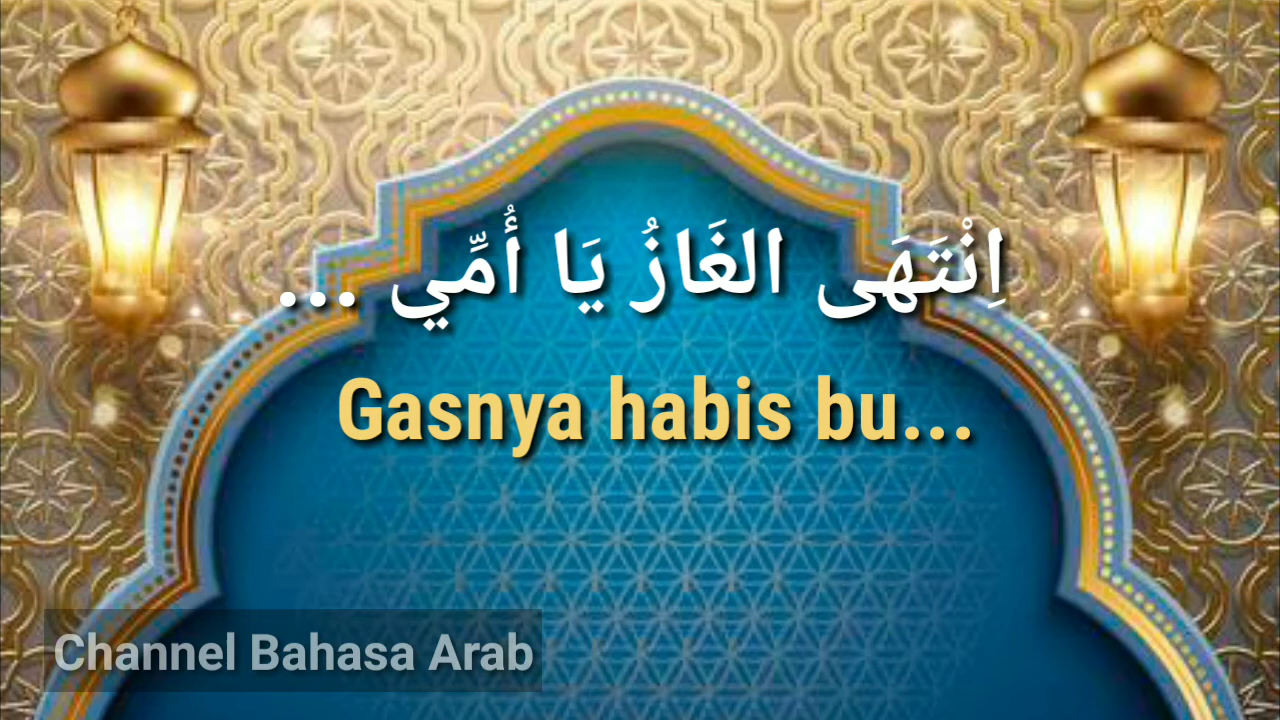 اِنْتَهَى الغَازُ يَا أُمِّي ...
Gasnya habis bu...
Channel Bahasa Arab